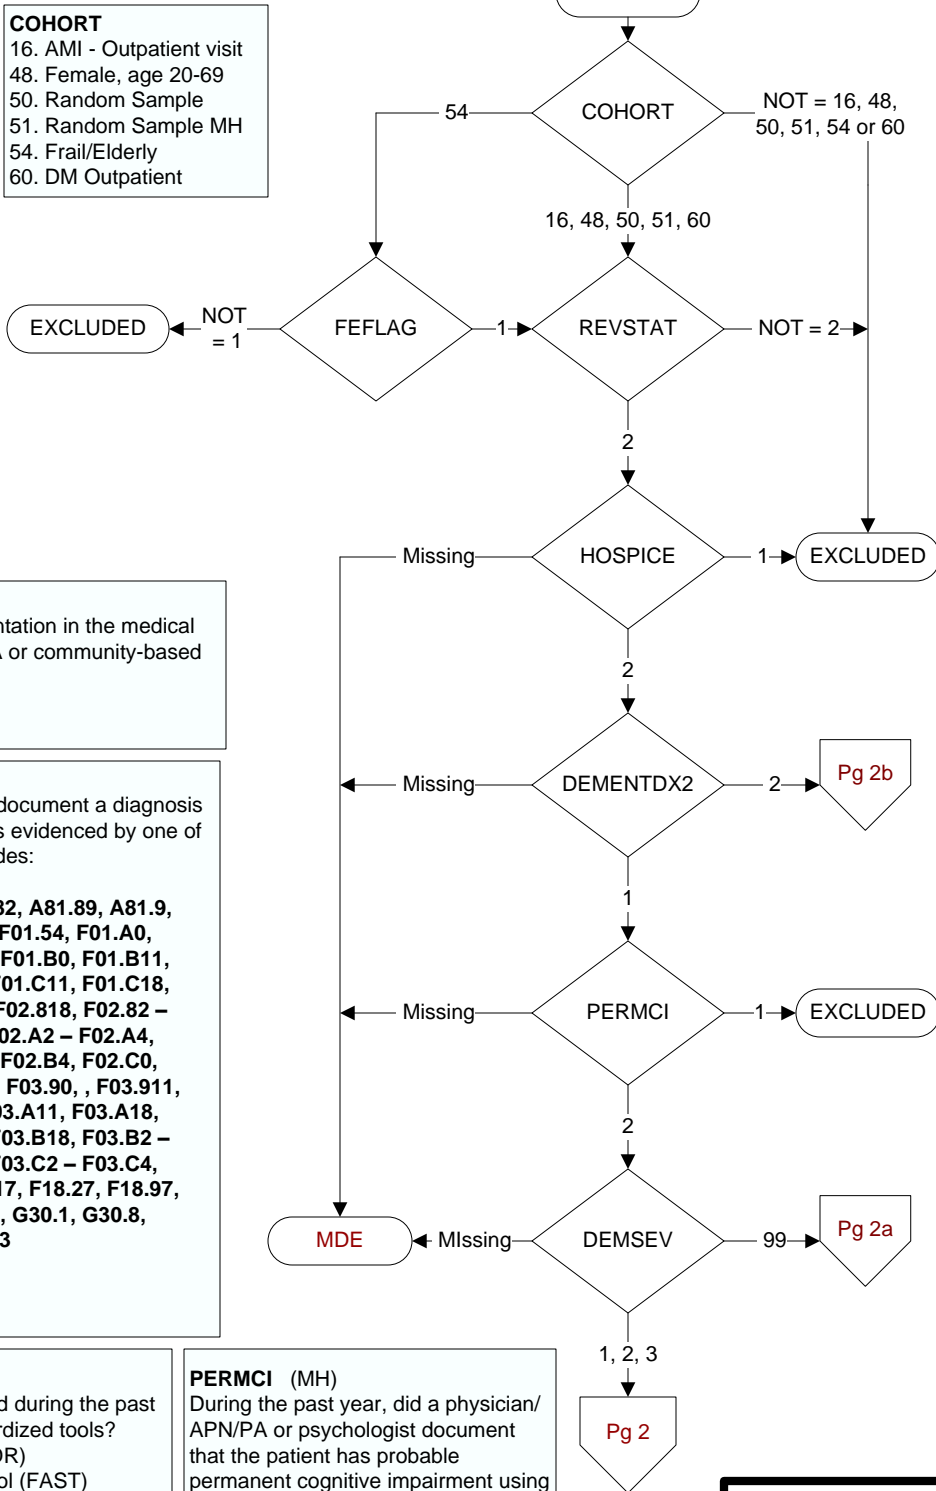 COHORT
16. AMI - Outpatient visit
48. Female, age 20-69
50. Random Sample
51. Random Sample MH
54. Frail/Elderly
60. DM Outpatient
COHORT
54
NOT = 16, 48,
50, 51, 54 or 60
16, 48, 50, 51, 60
EXCLUDED
NOT
= 1
FEFLAG
1
REVSTAT
NOT = 2
2
Missing
HOSPICE
1
EXCLUDED
2
ntation in the medical
A or community-based
Missing
DEMENTDX2
2
Pg 2b
1
document a diagnosis
s evidenced by one of
des:
32, A81.89, A81.9,
F01.54, F01.A0,
F01.B0, F01.B11,
F01.C11, F01.C18,
F02.818, F02.82 –
02.A2 – F02.A4,
F02.B4, F02.C0,
F03.90, , F03.911,
03.A11, F03.A18,
F03.B18, F03.B2 –
F03.C2 – F03.C4,
17, F18.27, F18.97,
, G30.1, G30.8,
3
Missing
PERMCI
1
EXCLUDED
2
MDE
MIssing
DEMSEV
99
Pg 2a
1, 2, 3
Pg 2
d during the past
rdized tools?
DR)
ol (FAST)
PERMCI (MH)
During the past year, did a physician/
APN/PA or psychologist document
that the patient has probable
permanent cognitive impairment using